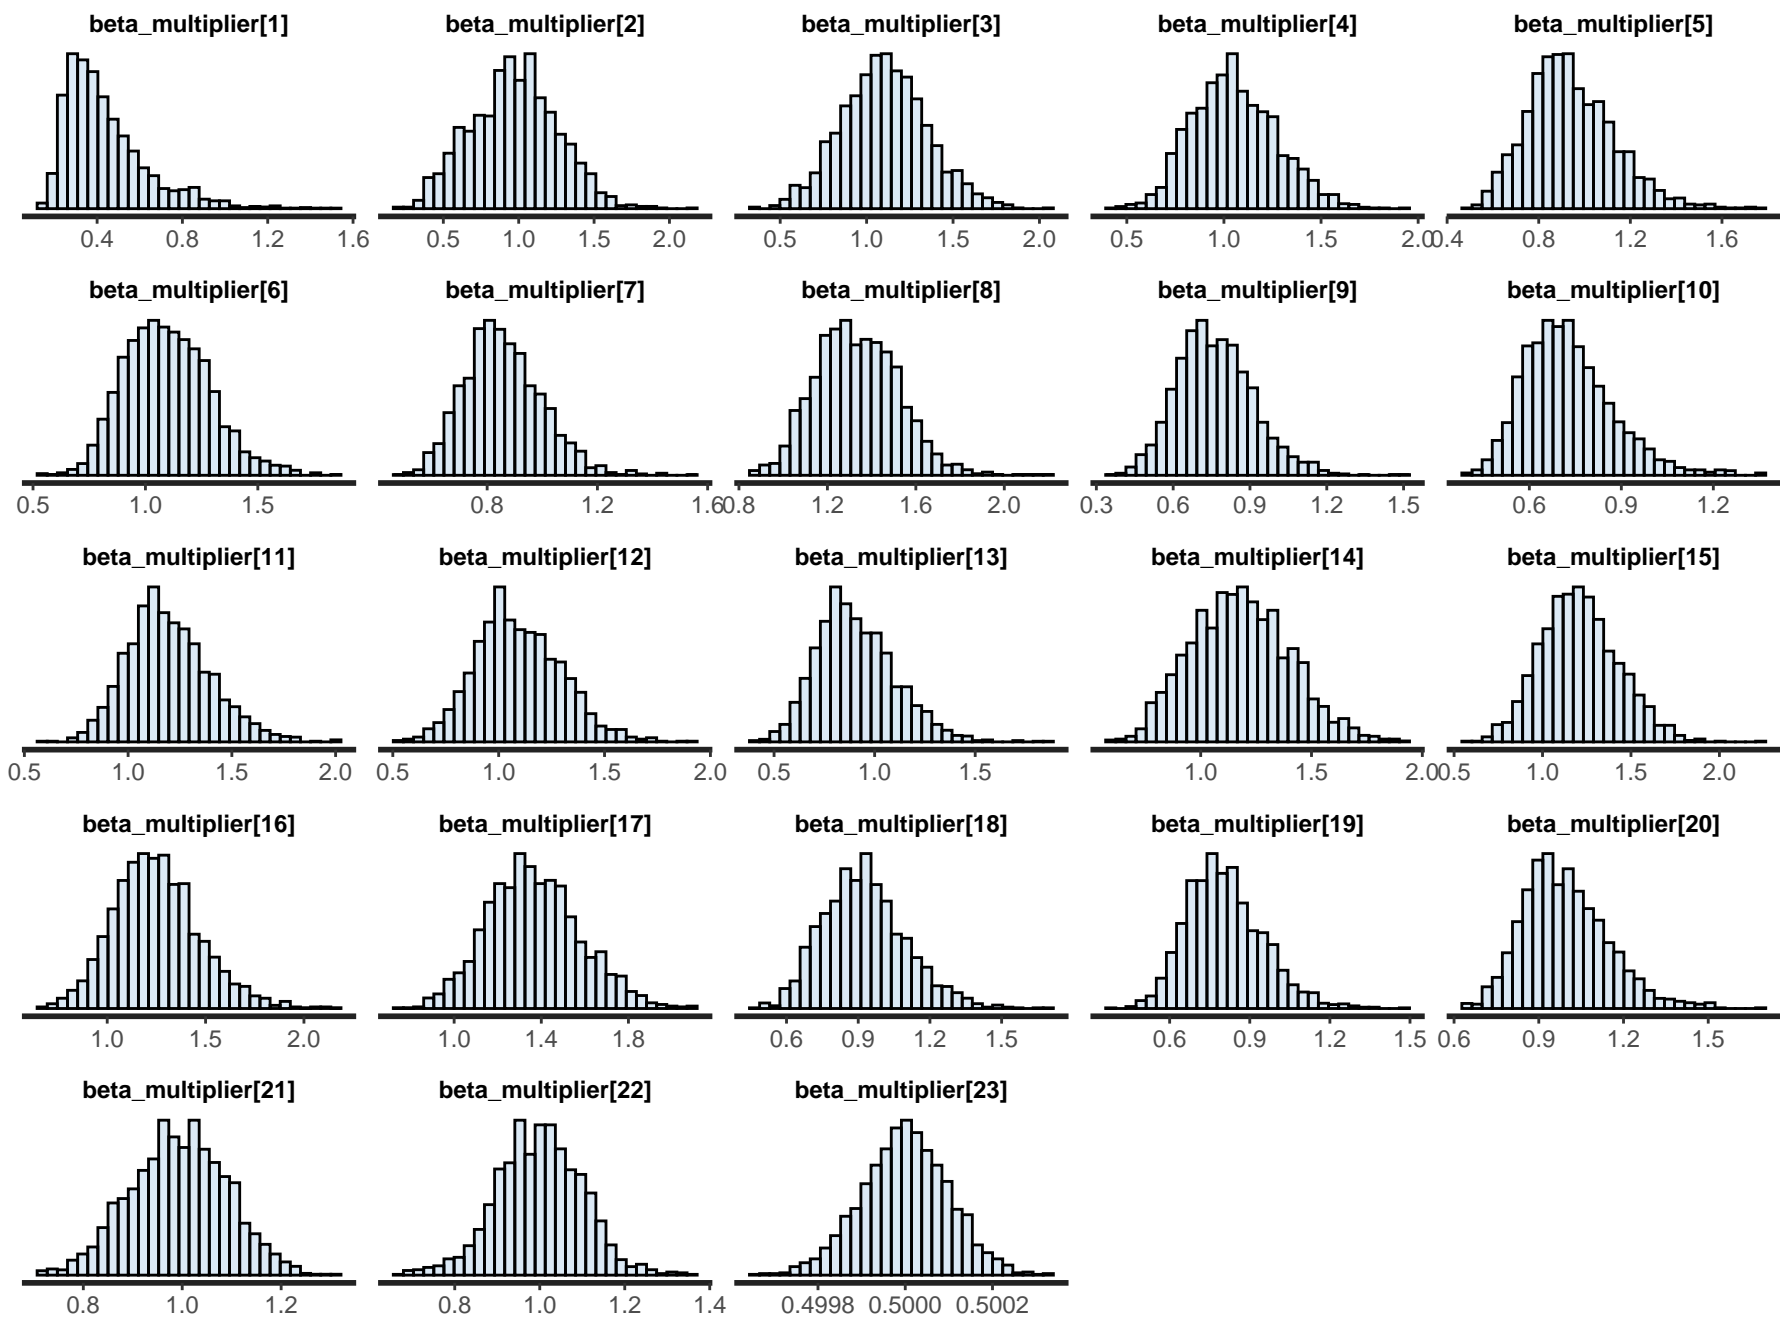 beta_multiplier[1] beta_multiplier[2] beta_multiplier[3] beta_multiplier[4] beta_multiplier[5]
0.4 0.8 1.2 1.6 0.5 1.0 1.5 2.0 0.5 1.0 1.5 2.0 0.5 1.0 1.5 2.0 0.4 0.8 1.2 1.6
beta_multiplier[6] beta_multiplier[7] beta_multiplier[8] beta_multiplier[9] beta_multiplier[10]
0.5 1.0 1.5 0.8 1.2 1.6 0.8 1.2 1.6 2.0 0.3 0.6 0.9 1.2 1.5 0.6 0.9 1.2
beta_multiplier[11] beta_multiplier[12] beta_multiplier[13] beta_multiplier[14] beta_multiplier[15]
0.5 1.0 1.5 2.0 0.5 1.0 1.5 2.0 0.5 1.0 1.5 1.0 1.5 2.0 0.5 1.0 1.5 2.0
beta_multiplier[16] beta_multiplier[17] beta_multiplier[18] beta_multiplier[19] beta_multiplier[20]
1.0 1.5 2.0 1.0 1.4 1.8 0.6 0.9 1.2 1.5 0.6 0.9 1.2 1.5 0.6 0.9 1.2 1.5
beta_multiplier[21] beta_multiplier[22] beta_multiplier[23]
0.8 1.0 1.2 0.8 1.0 1.2 1.4 0.4998 0.5000 0.5002